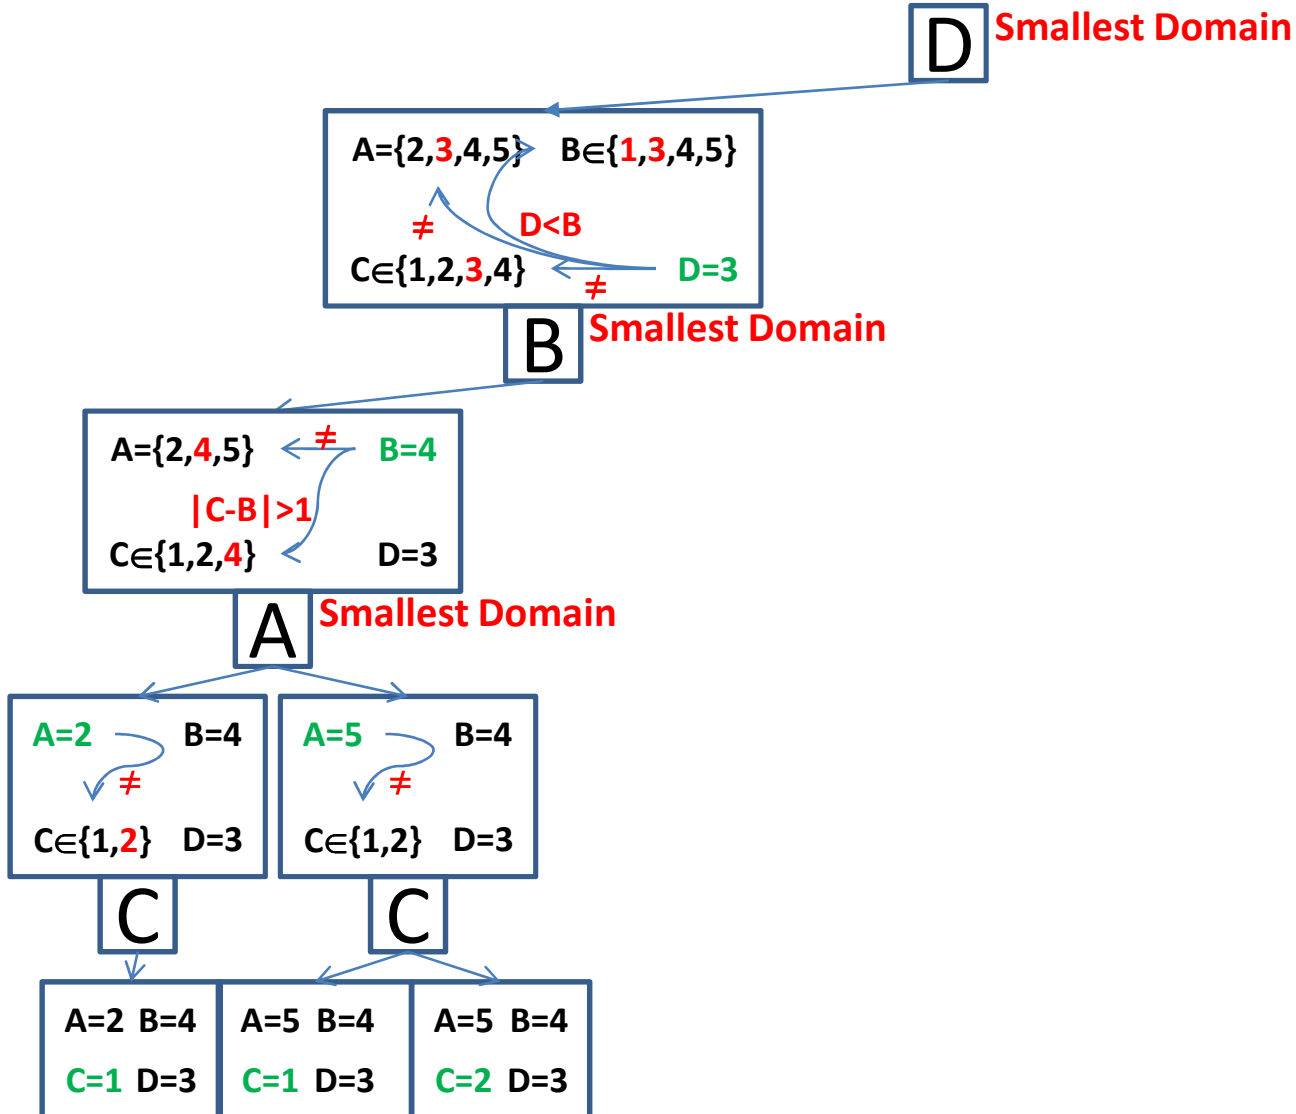 D Smallest Domain
A={2,3,4,5} B∈{1,3,4,5}
≠ D<B
C∈{1,2,3,4} ≠ D=3
B Smallest Domain
A={2,4,5} ≠ B=4
|C-B|>1
C∈{1,2,4} D=3
A Smallest Domain
A=2 B=4
≠
C∈{1,2} D=3
C
A=5 B=4
≠
C∈{1,2} D=3
C
A=2 B=4
C=1 D=3
A=5 B=4
C=1 D=3
A=5 B=4
C=2 D=3